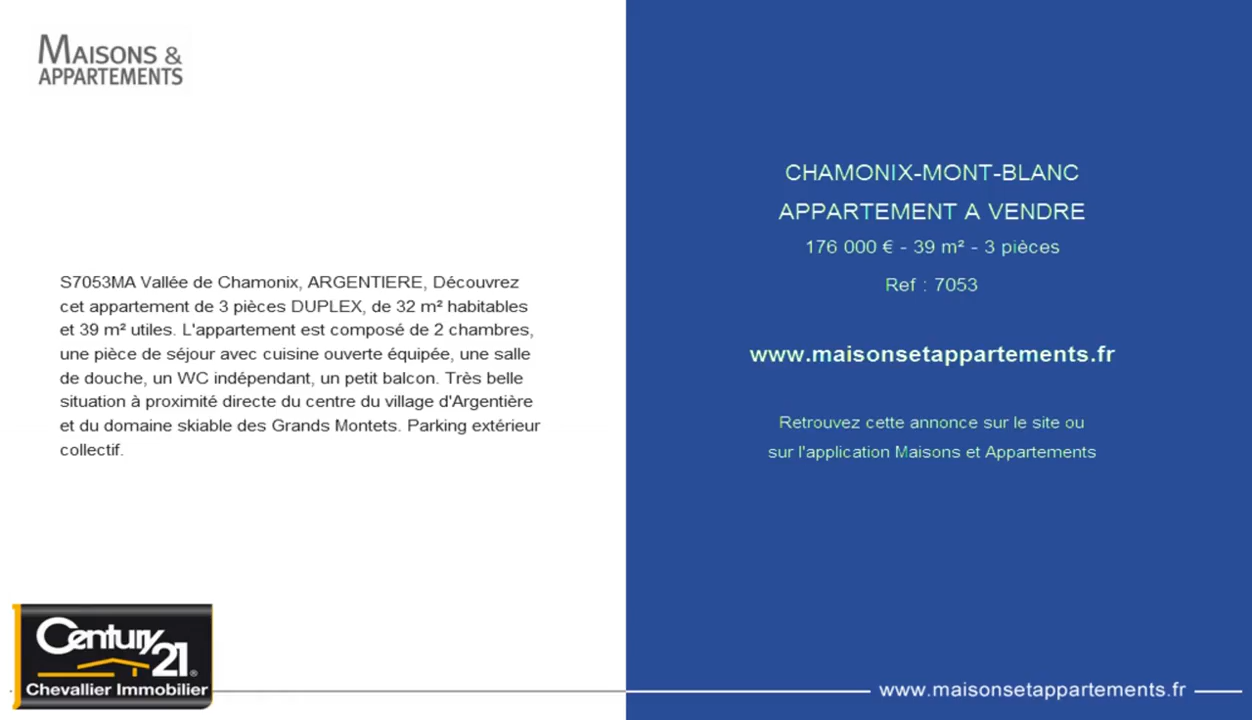 MAISONS &
APPARTEMENTS
S7053MA Vallée de Chamonix, ARGENTIERE, Découvrez
cet appartement de 3 pièces DUPLEX, de 32 m² habitables
et 39 m² utiles. L'appartement est composé de 2 chambres,
une pièce de séjour avec cuisine ouverte équipée, une salle
de douche, un WC indépendant, un petit balcon. Très belle
situation à proximité directe du centre du village d'Argentière
et du domaine skiable des Grands Montets. Parking extérieur
collectif.
Century 21®
Chevallier Immobilier
CHAMONIX-MONT-BLANC
APPARTEMENT A VENDRE
176 000 € - 39 m² - 3 pièces
Ref : 7053
www.maisonsetappartements.fr
Retrouvez cette annonce sur le site ou
sur l'application Maisons et Appartements
www.maisonsetappartements.fr